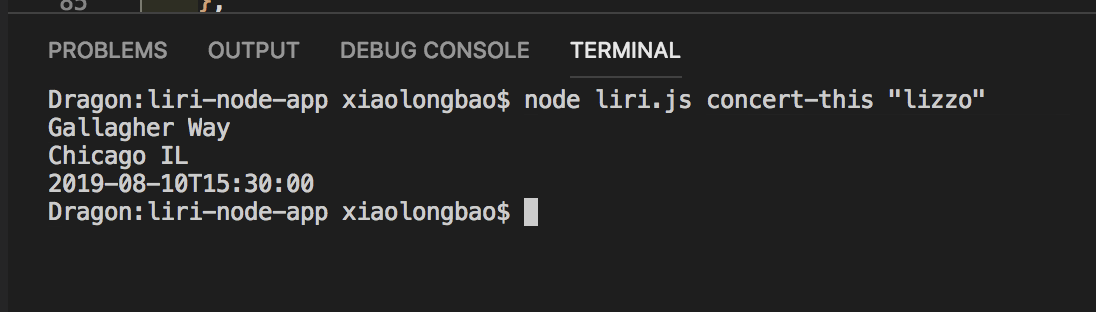 85 },
PROBLEMS OUTPUT DEBUG CONSOLE TERMINAL
Dragon:liri-node-app xiaolongbao$ node liri.js concert-this "lizzo"
Gallagher Way
Chicago IL
2019-08-10T15:30:00
Dragon:liri-node-app xiaolongbao$